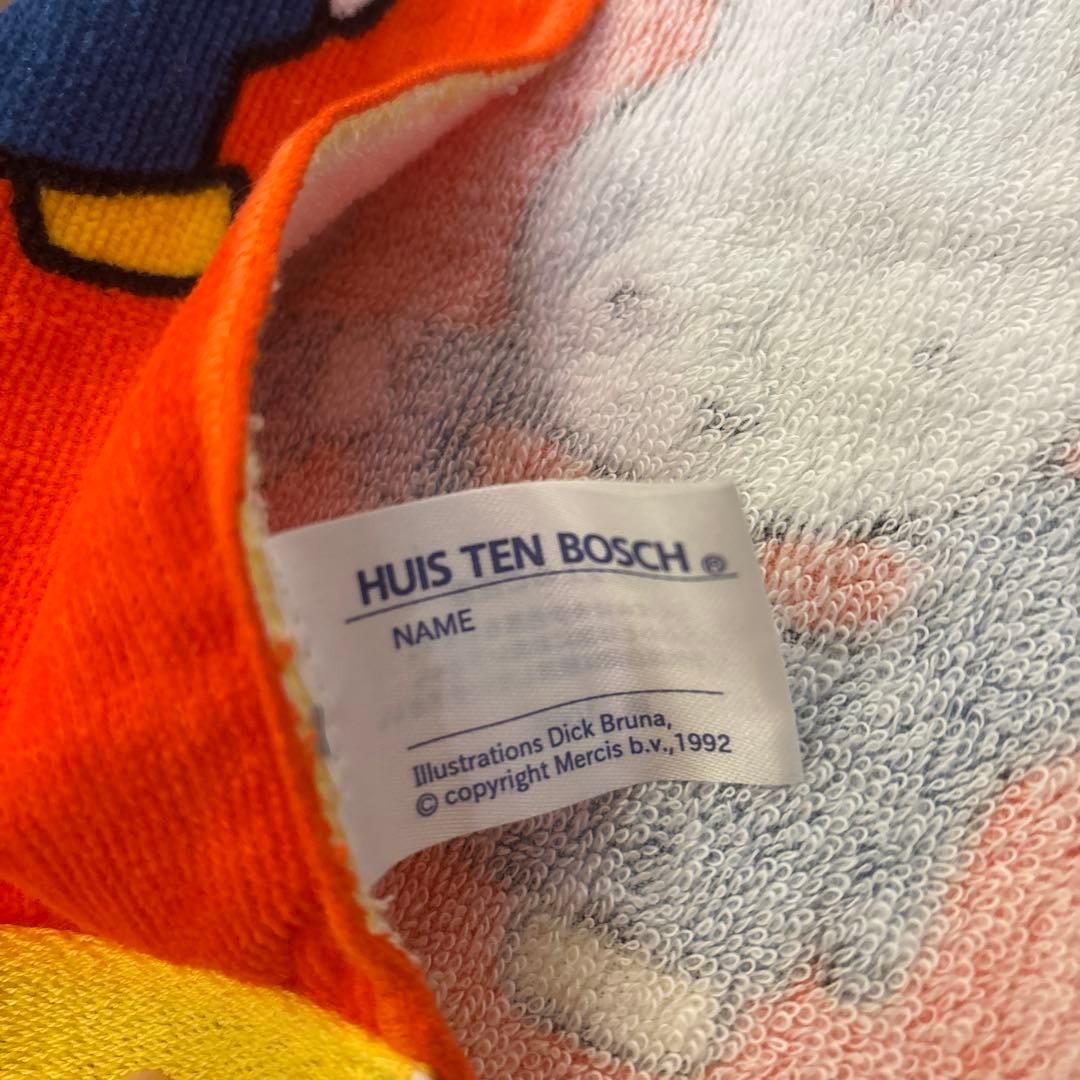 HUIS TEN BOSCH ®
NAME
Illustrations Dick Bruna,
© copyright Mercis b.v.,1992